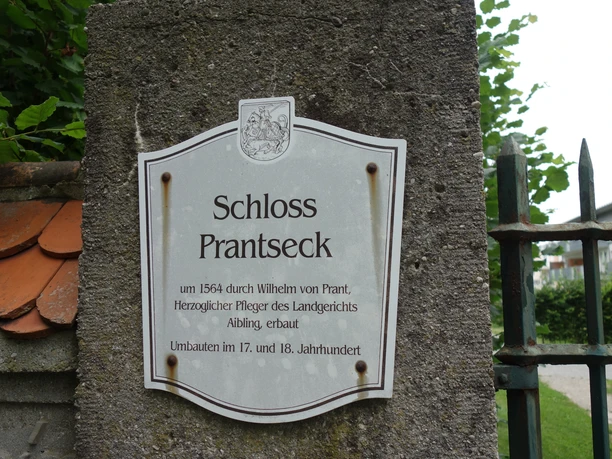 Schloss
Prantseck
um 1564 durch Wilhelm von Prant,
Herzoglicher Pfleger des Landgerichts
Aibling, erbaut
Umbauten im 17. und 18. Jahrhundert